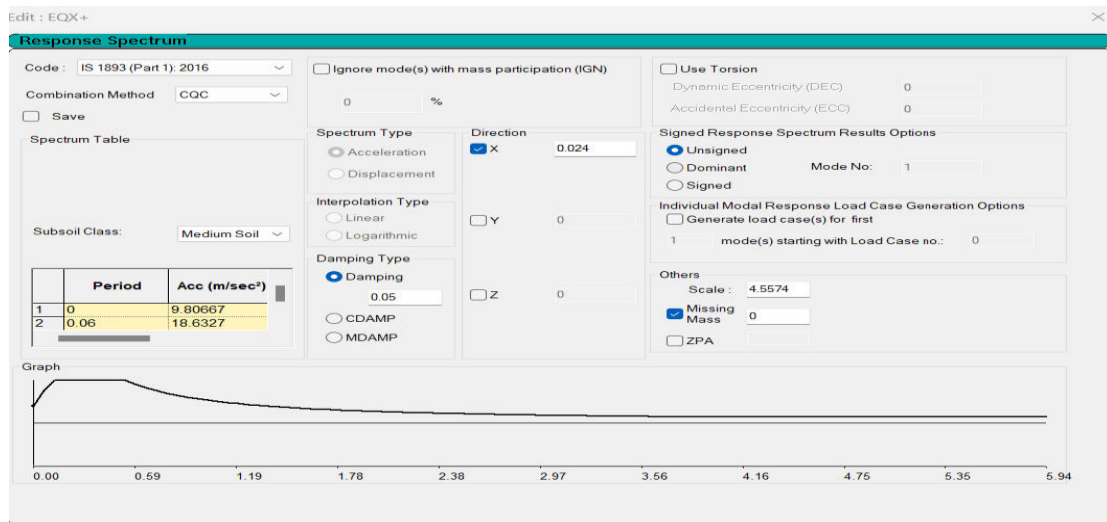 Edit : EQX+
Response Spectrum
Code : IS 1893 (Part 1): 2016
Combination Method CQC
Save
Spectrum Table
Subsoil Class: Medium Soil
Period Acc (m/sec²)
1 0 9.80667
2 0.06 18.6327
Ignore mode(s) with mass participation (IGN)
0 %
Spectrum Type
Acceleration
Displacement
Interpolation Type
Linear
Logarithmic
Damping Type
Damping
0.05
CDAMP
MDAMP
Direction
X 0.024
Y 0
Z 0
Use Torsion
Dynamic Eccentricity (DEC) 0
Accidental Eccentricity (ECC) 0
Signed Response Spectrum Results Options
Unsigned
Dominant Mode No: 1
Signed
Individual Modal Response Load Case Generation Options
Generate load case(s) for first
1 mode(s) starting with Load Case no.: 0
Others
Scale : 4.5574
Missing
Mass 0
ZPA
Graph
0.00 0.59 1.19 1.78 2.38 2.97 3.56 4.16 4.75 5.35 5.94